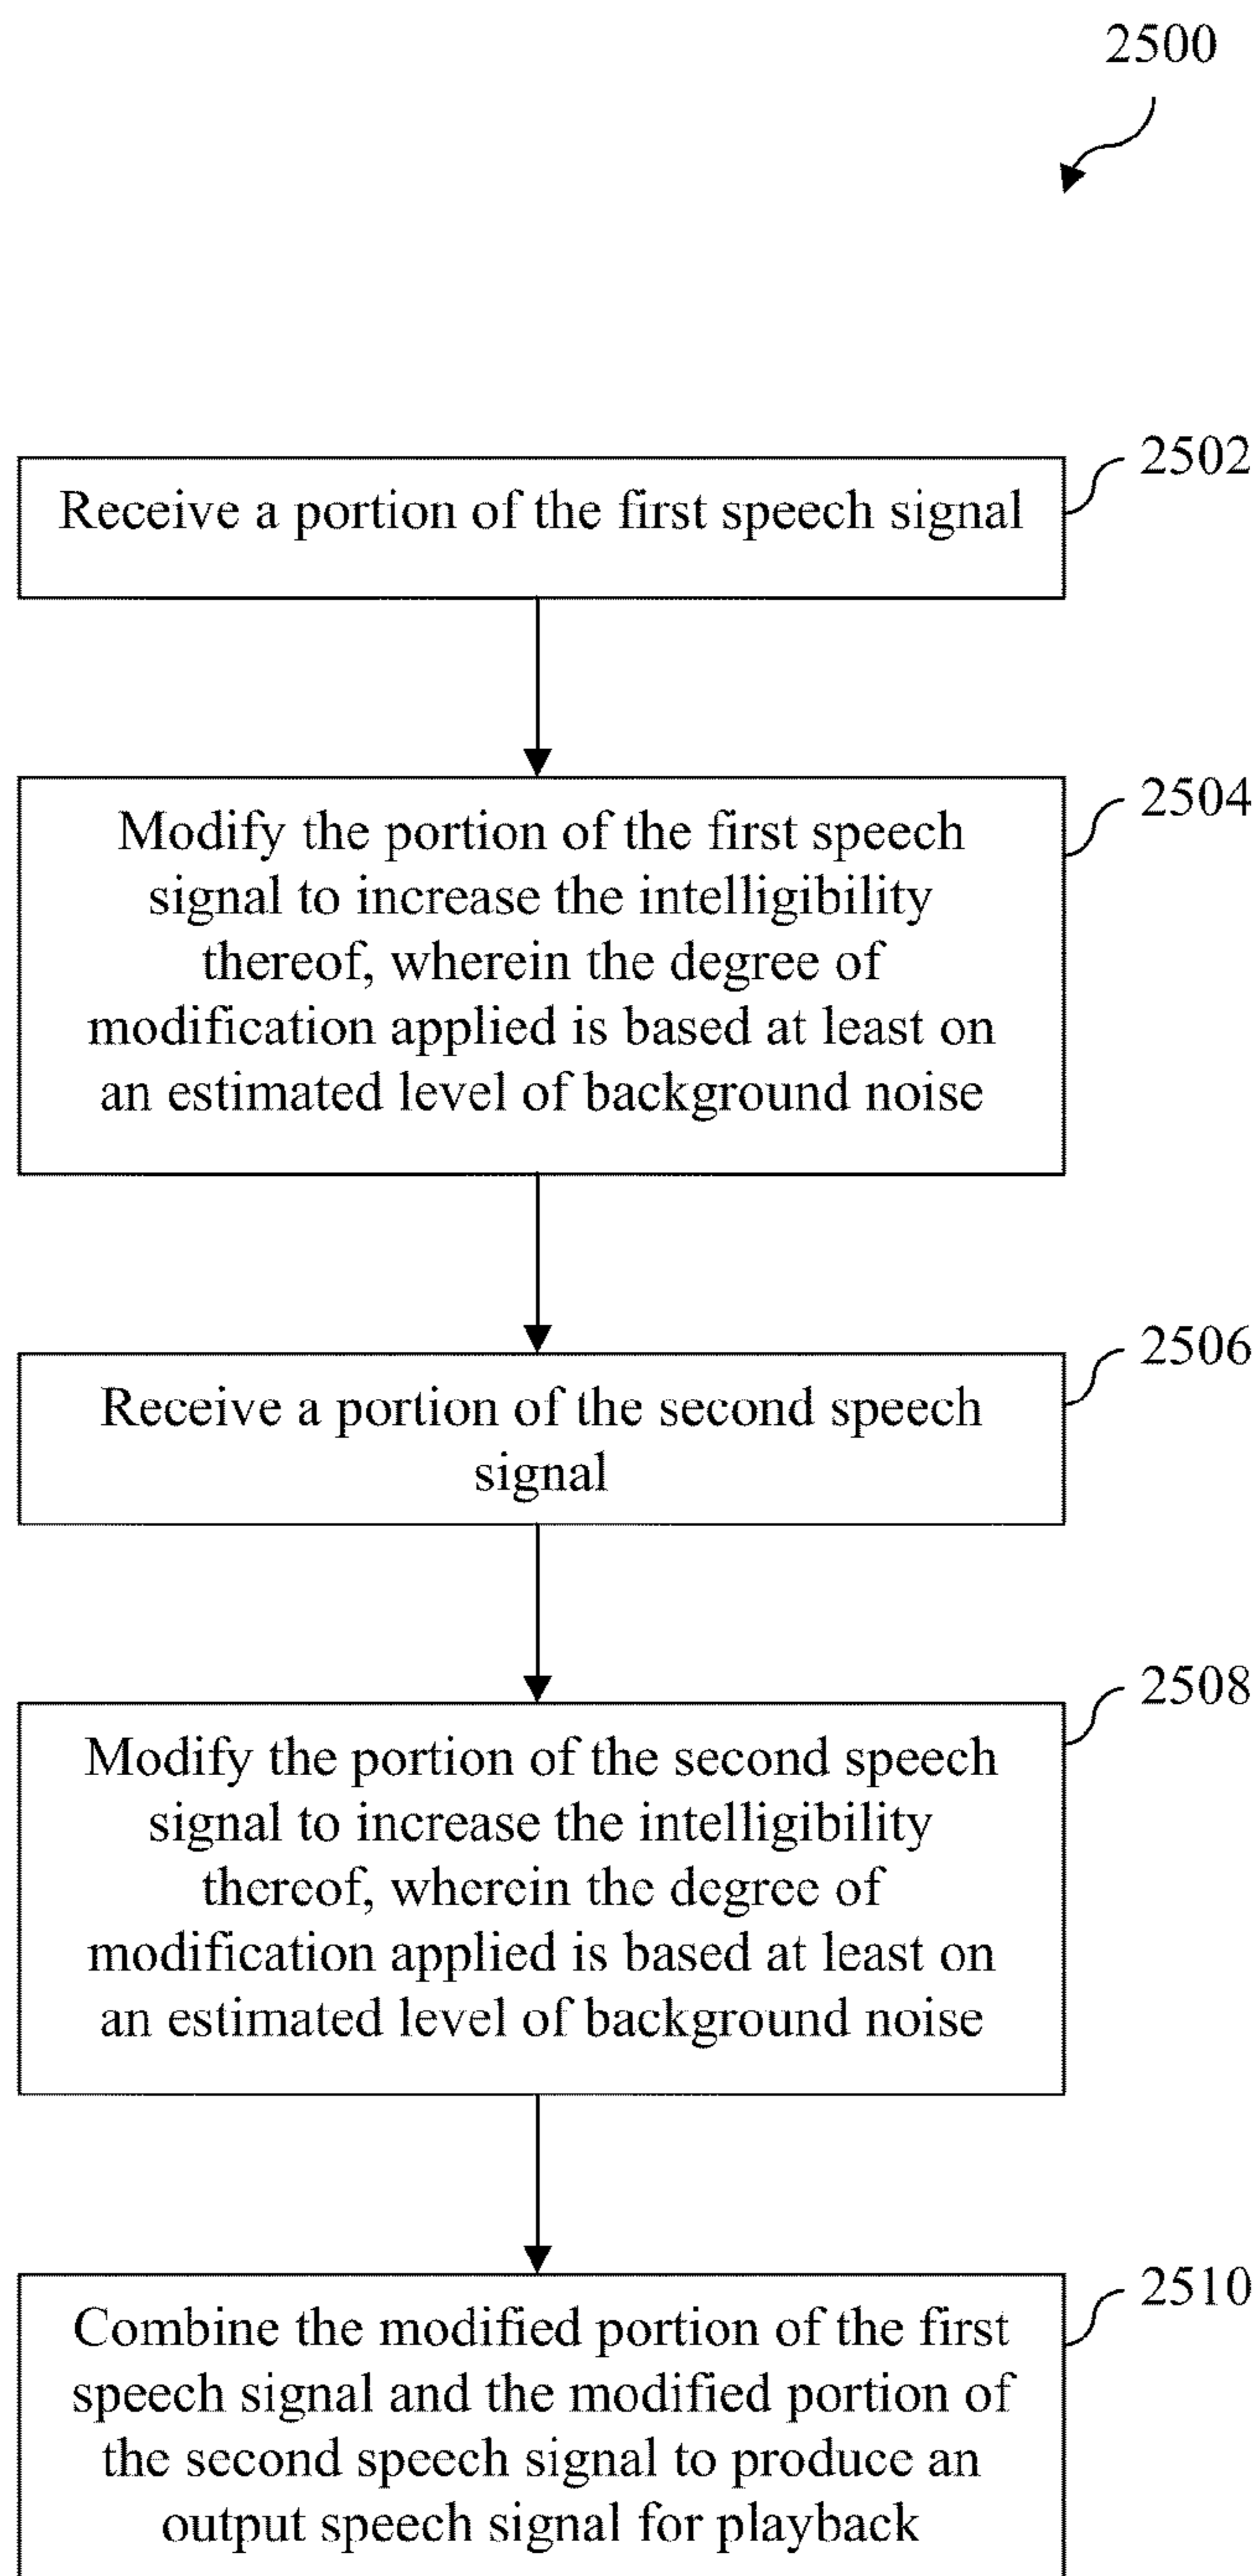 2500
Receive a portion of the first speech signal
2502
Modify the portion of the first speech
signal to increase the intelligibility
thereof, wherein the degree of
modification applied is based at least on
an estimated level of background noise
2504
Receive a portion of the second speech
signal
2506
Modify the portion of the second speech
signal to increase the intelligibility
thereof, wherein the degree of
modification applied is based at least on
an estimated level of background noise
2508
Combine the modified portion of the first
speech signal and the modified portion of
the second speech signal to produce an
output speech signal for playback
2510